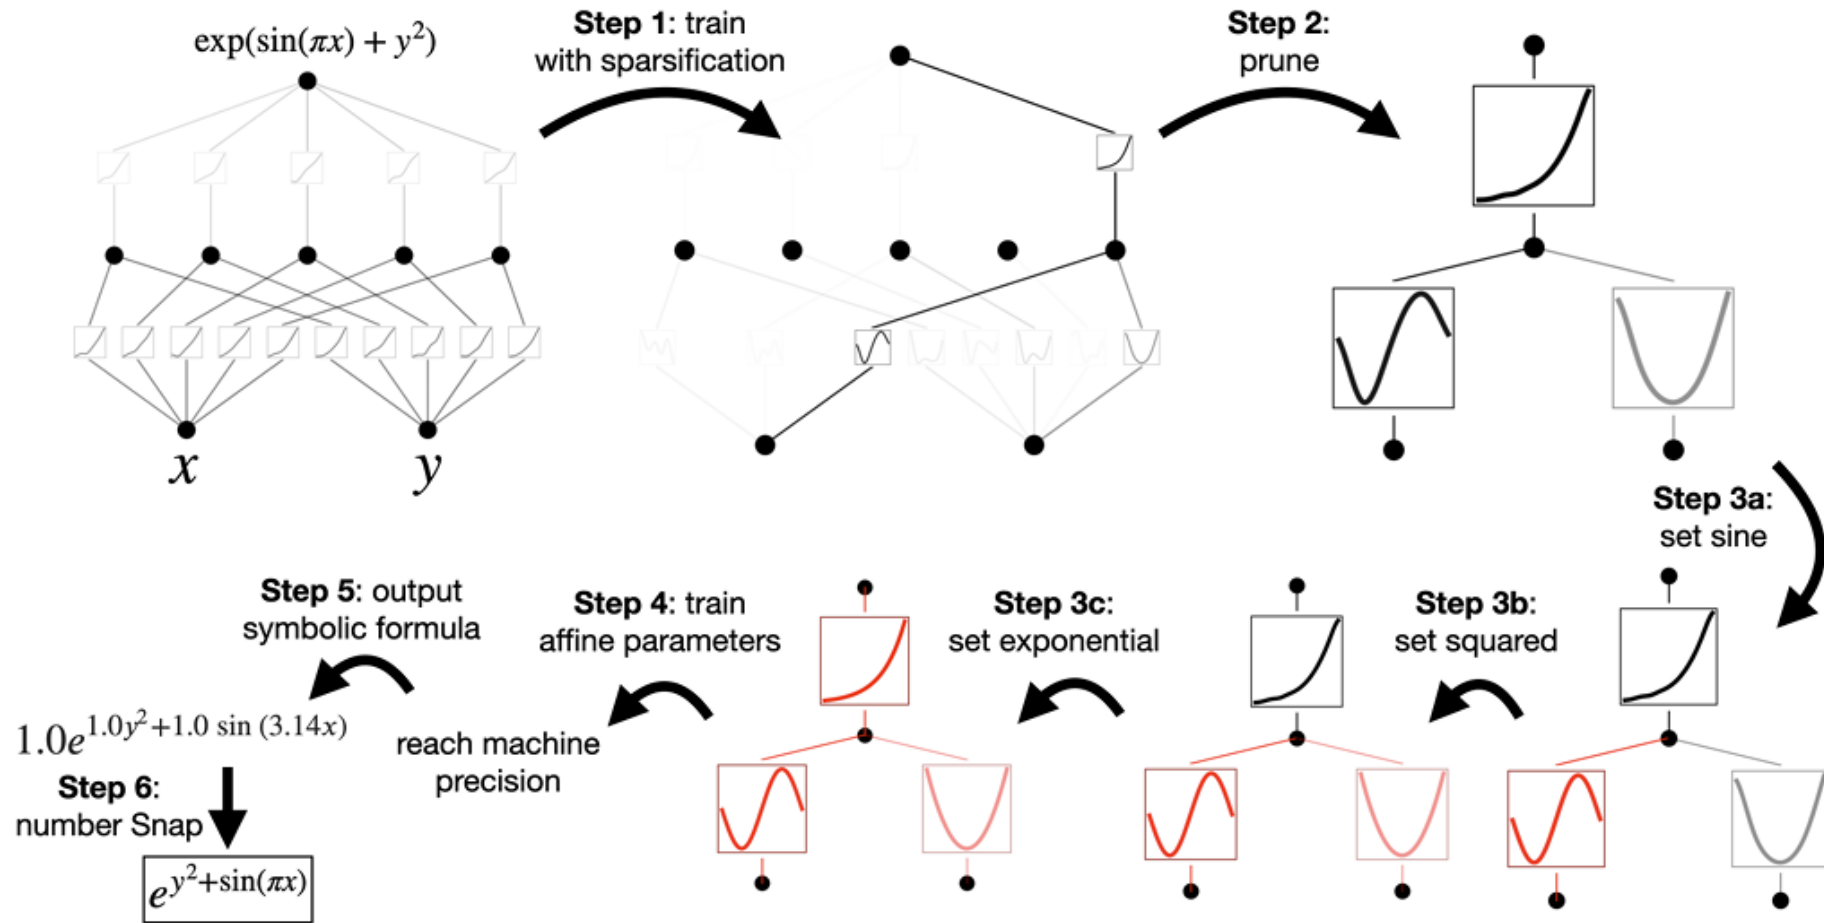 exp(sin(πx) + y²)
Step 1: train
with sparsification
Step 2:
prune
x
y
Step 3a:
set sine
Step 3b:
set squared
Step 3c:
set exponential
Step 4: train
affine parameters
reach machine
precision
Step 5: output
symbolic formula
1.0e^{1.0y²+1.0 sin (3.14x)}
Step 6:
number Snap
e^{y²+sin(πx)}